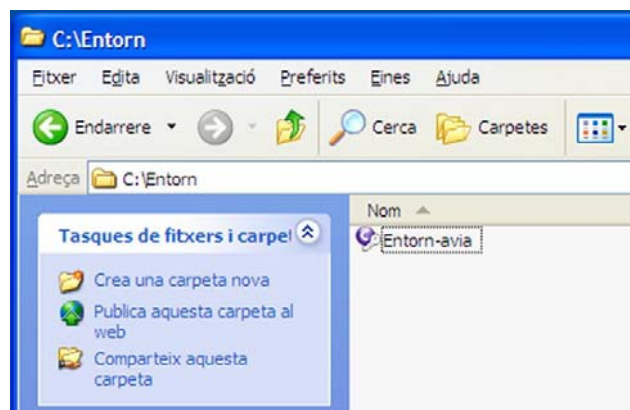 C:\Entorn
Fitxer Edita Visualització Preferits Eines Ajuda
Endarrere Cerca Carpetes
Adreça C:\Entorn
Nom
Tasques de fitxers i carpe
Entorn-avia
Crea una carpeta nova
Publica aquesta carpeta al
web
Comparteix aquesta
carpeta